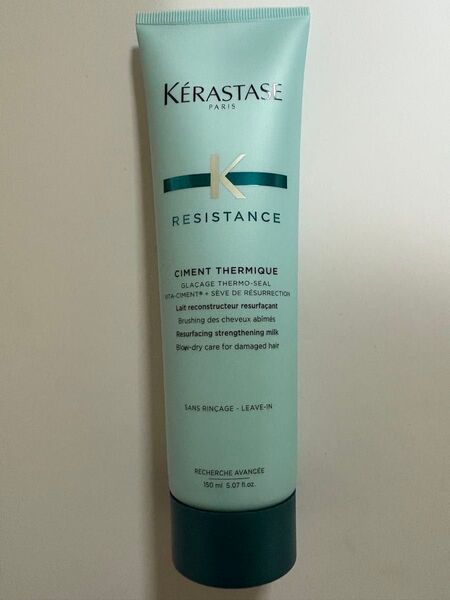 KÉRASTASE
PARIS
K
RESISTANCE
CIMENT THERMIQUE
GLAÇAGE THERMO-SEAL
VITA-CIMENT® + SÈVE DE RÉSURRECTION
Lait reconstructeur resurfaçant
Brushing des cheveux abîmés
Resurfacing strengthening milk
Blow-dry care for damaged hair
SANS RINÇAGE - LEAVE-IN
RECHERCHE AVANCÉE
150 ml 5.07 fl.oz.